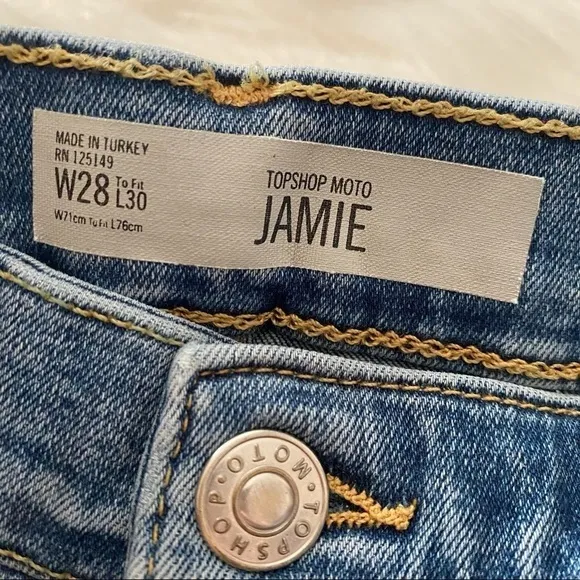 MADE IN TURKEY
RN 125149
W28 To Fit L30
W71cm To Fit L76cm
TOPSHOP MOTO
JAMIE
TOPSHOP · MOTO ·